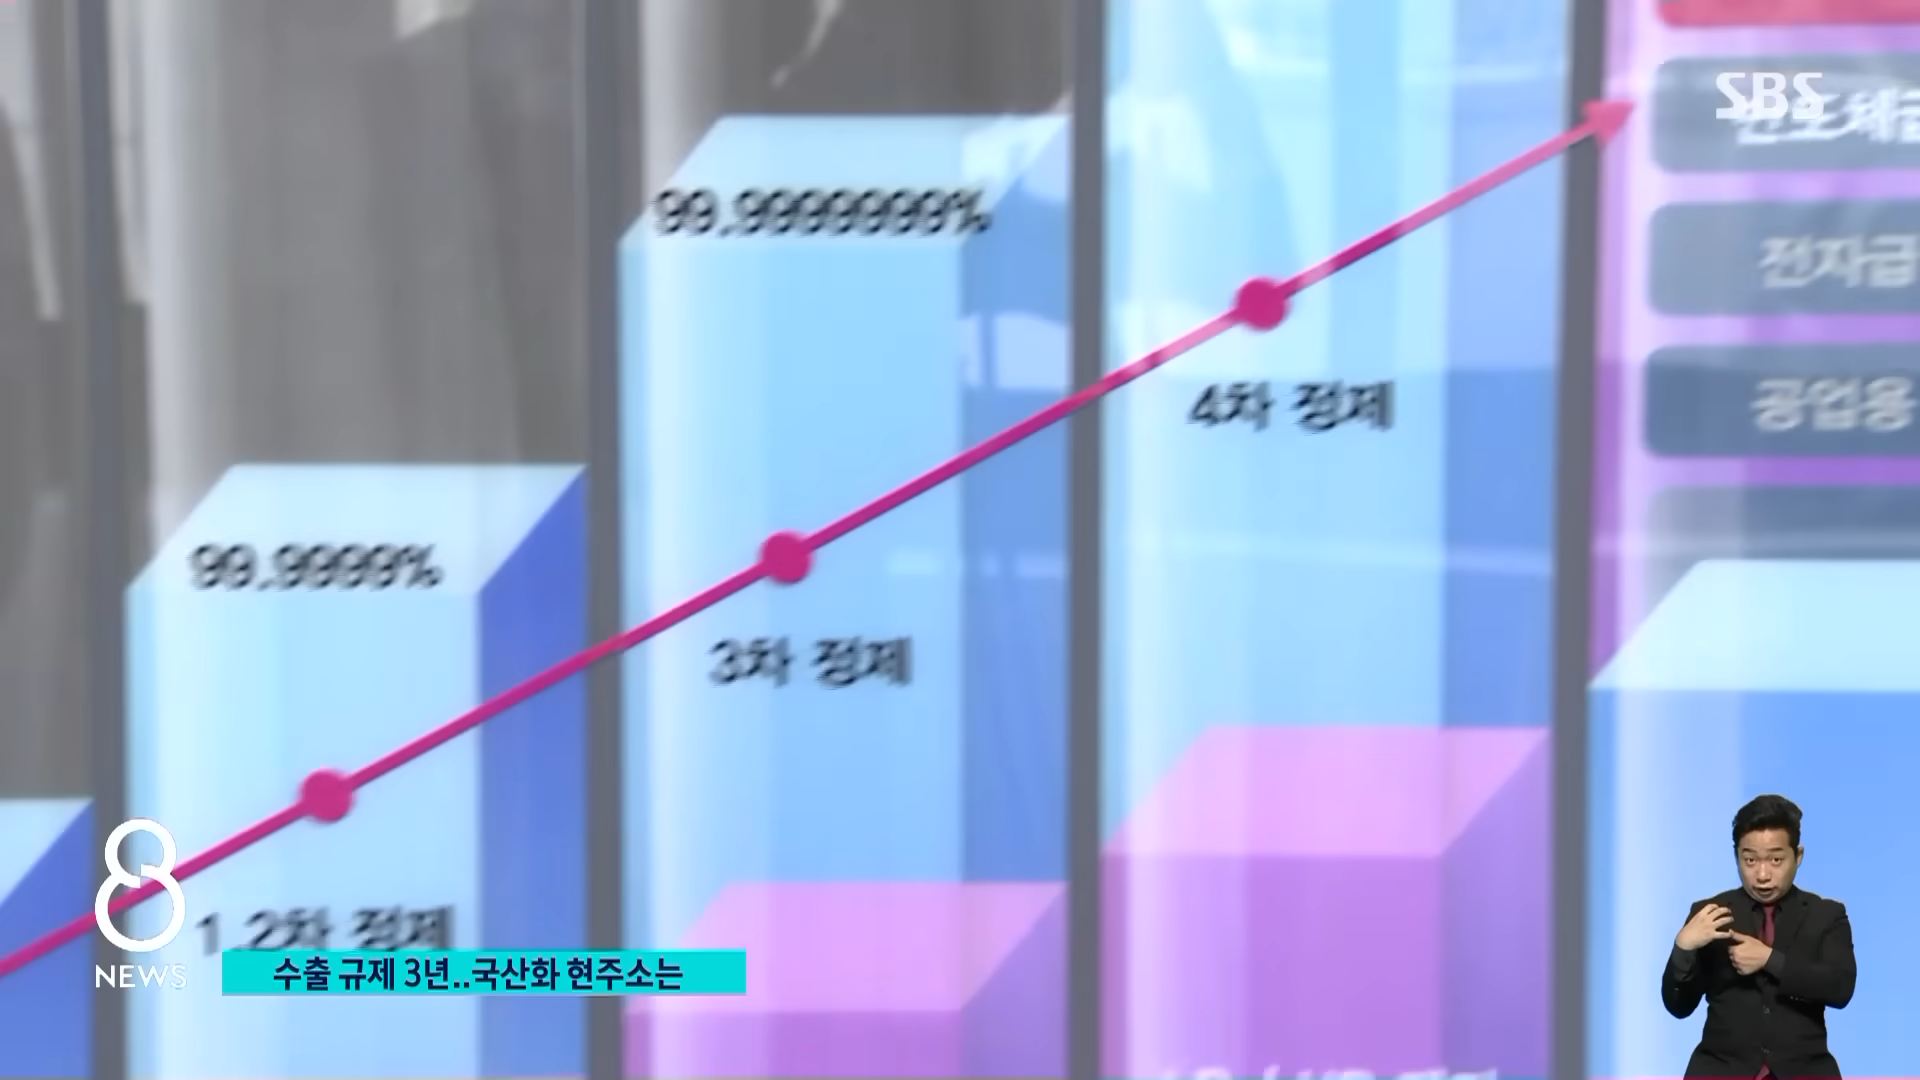 SBS
99.9999999%
전자급
4차 정제
공업용
99.9999%
3차 정제
1,2차 정제
8
NEWS
수출 규제 3년..국산화 현주소는